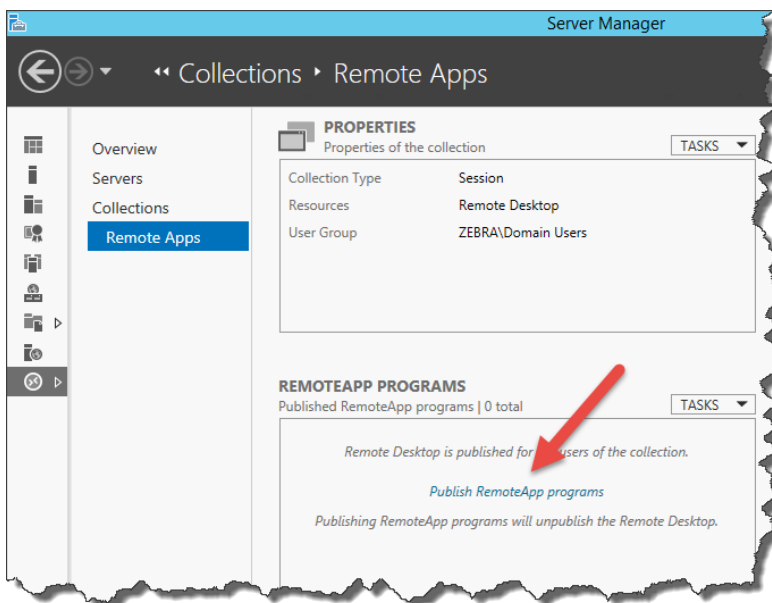 Server Manager
Collections
Remote Apps
Overview
Servers
Collections
Remote Apps
PROPERTIES
Properties of the collection
TASKS
Collection Type Session
Resources Remote Desktop
User Group ZEBRA\Domain Users
REMOTEAPP PROGRAMS
Published RemoteApp programs | 0 total
TASKS
Remote Desktop is published for users of the collection.
Publish RemoteApp programs
Publishing RemoteApp programs will unpublish the Remote Desktop.